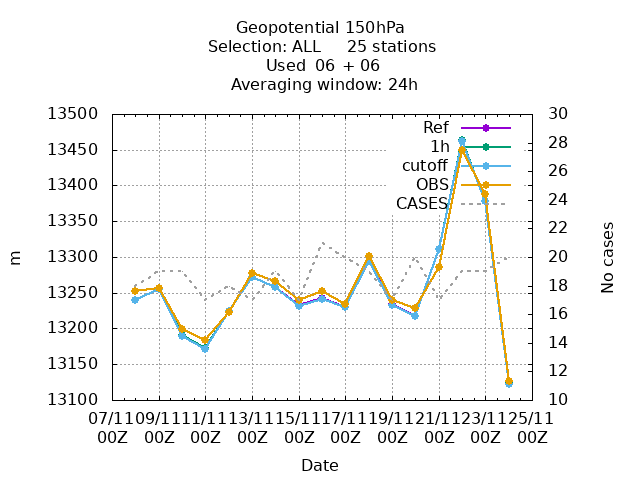 Geopotential 150hPa
Selection: ALL 25 stations
Used 06 + 06
Averaging window: 24h
13500
13450
13400
13350
13300
13250
13200
13150
13100
m
30
28
26
24
22
20
18
16
14
12
10
No cases
Ref
1h
cutoff
OBS
CASES
07/11 09/11 11/11 13/11 15/11 17/11 19/11 21/11 23/11 25/11
00Z 00Z 00Z 00Z 00Z 00Z 00Z 00Z 00Z 00Z
Date